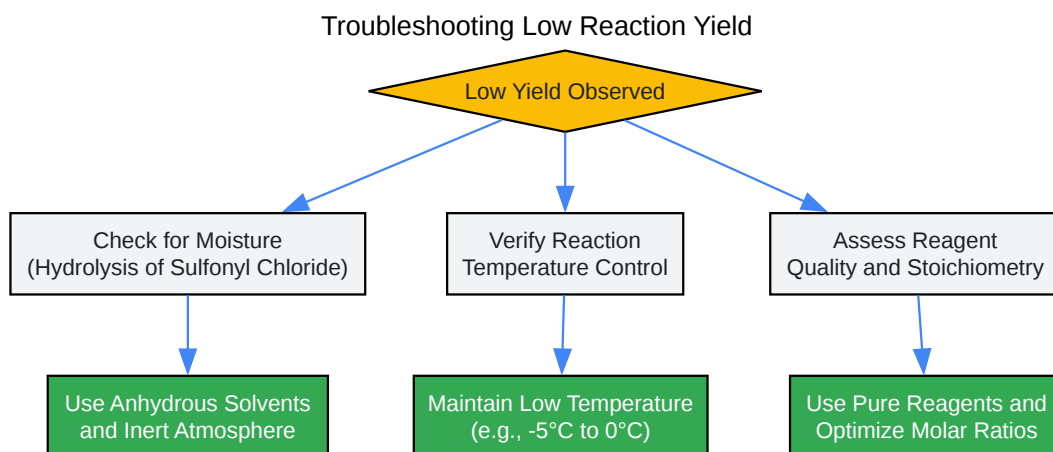 Troubleshooting Low Reaction Yield
Low Yield Observed
Check for Moisture
(Hydrolysis of Sulfonyl Chloride)
Verify Reaction
Temperature Control
Assess Reagent
Quality and Stoichiometry
Use Anhydrous Solvents
and Inert Atmosphere
Maintain Low Temperature
(e.g., -5°C to 0°C)
Use Pure Reagents and
Optimize Molar Ratios